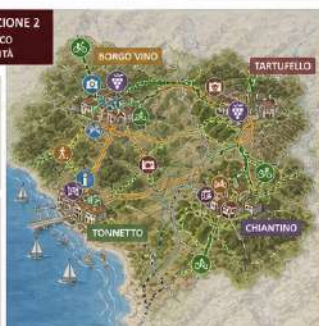 ZIONE 2
CO
ITÀ
BORGO VINO
TARTUFELLO
TONNETTO
CHIANTINO